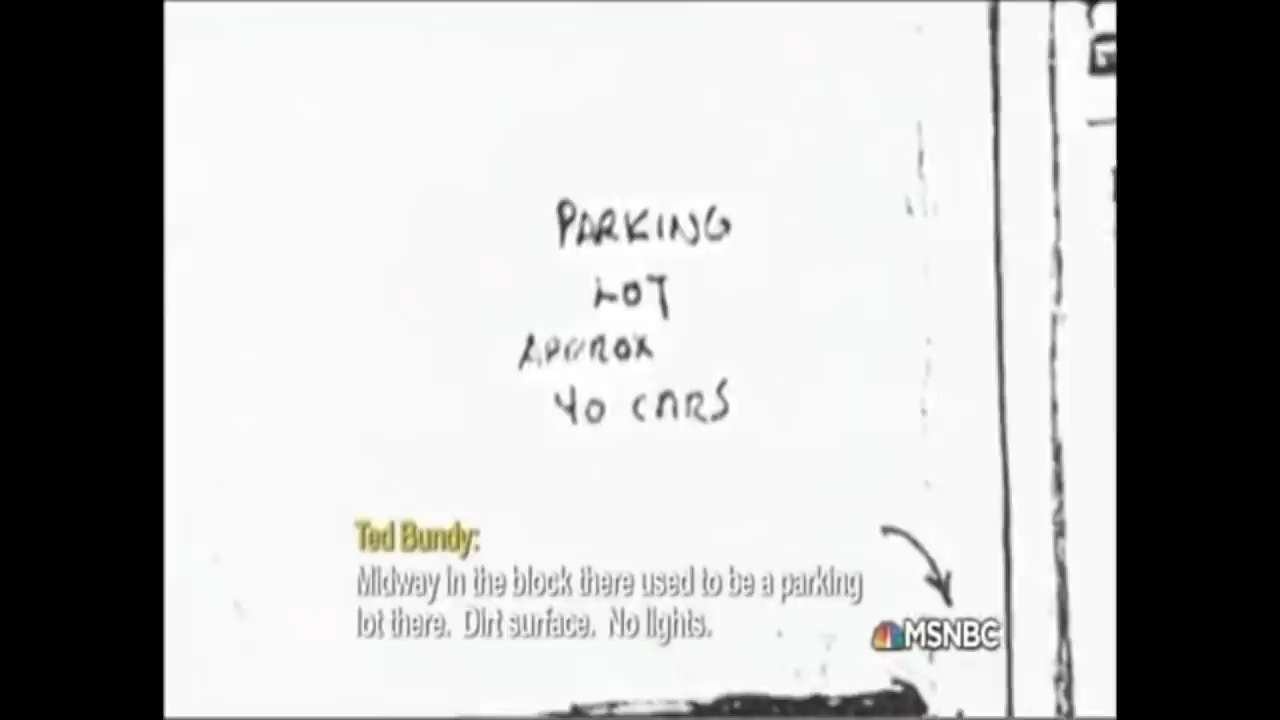 PARKING
LOT
APPROX
40 CARS
Ted Bundy:
Midway in the block there used to be a parking
lot there. Dirt surface. No lights.
MSNBC